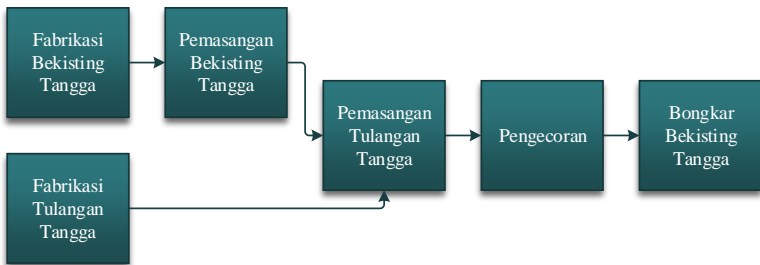 Fabrikasi
Bekisting
Tangga
Pemasangan
Bekisting
Tangga
Pemasangan
Tulangan
Tangga
Pengecoran
Bongkar
Bekisting
Tangga
Fabrikasi
Tulangan
Tangga